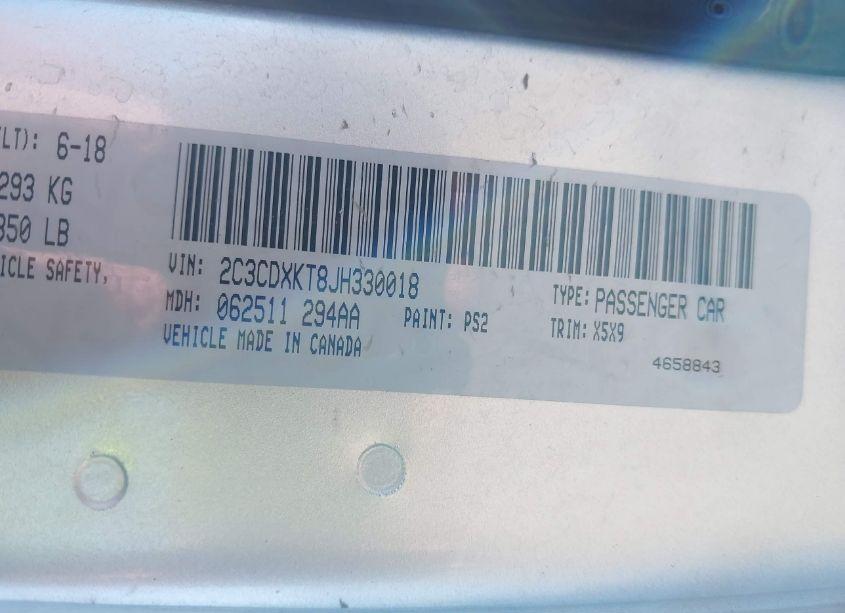 LT): 6-18
293 KG
350 LB
ICLE SAFETY,
VIN: 2C3CDXKT8JH330018
TYPE: PASSENGER CAR
MDH: 062511 294AA
PAINT: PS2
TRIM: X5X9
VEHICLE MADE IN CANADA
4658843